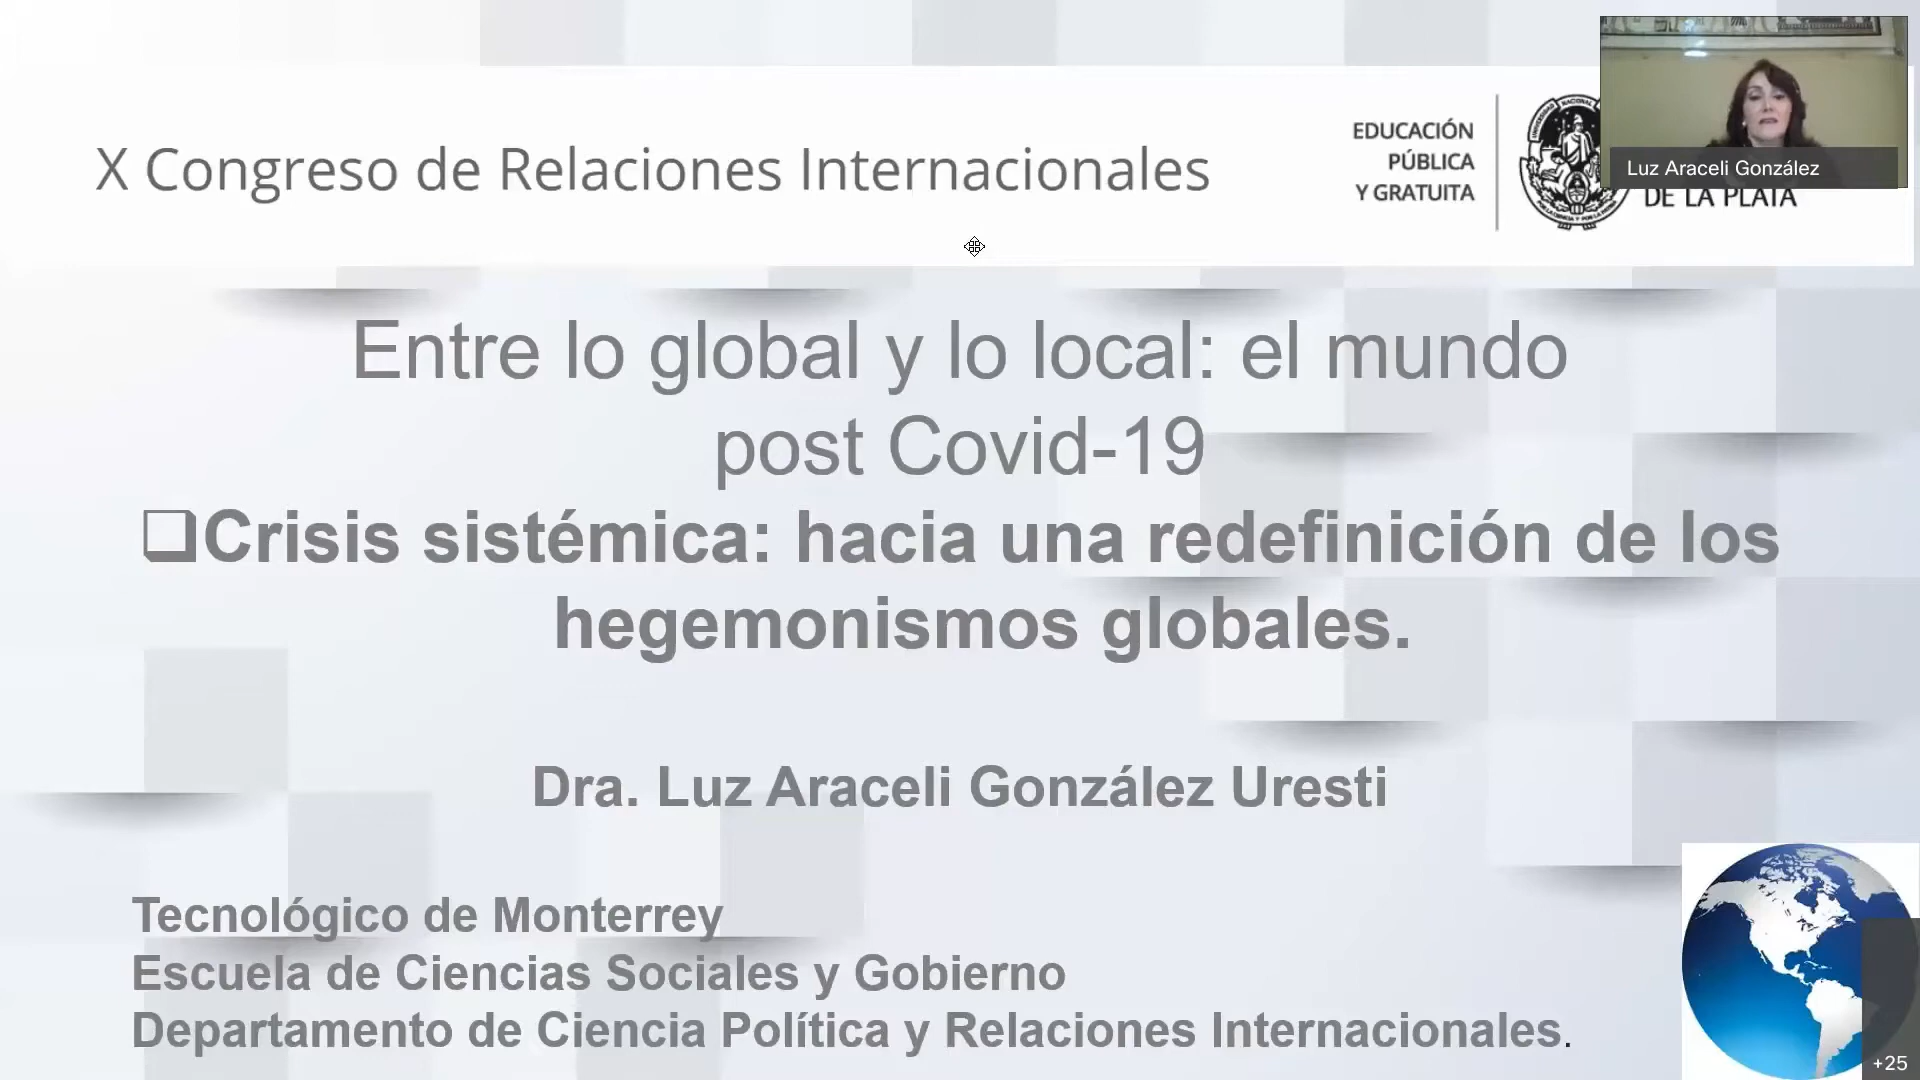 X Congreso de Relaciones Internacionales
EDUCACIÓN
PÚBLICA
Y GRATUITA
Luz Araceli González
DE LA PLATA
Entre lo global y lo local: el mundo
post Covid-19
❑Crisis sistémica: hacia una redefinición de los
hegemonismos globales.
Dra. Luz Araceli González Uresti
Tecnológico de Monterrey
Escuela de Ciencias Sociales y Gobierno
Departamento de Ciencia Política y Relaciones Internacionales.
+25